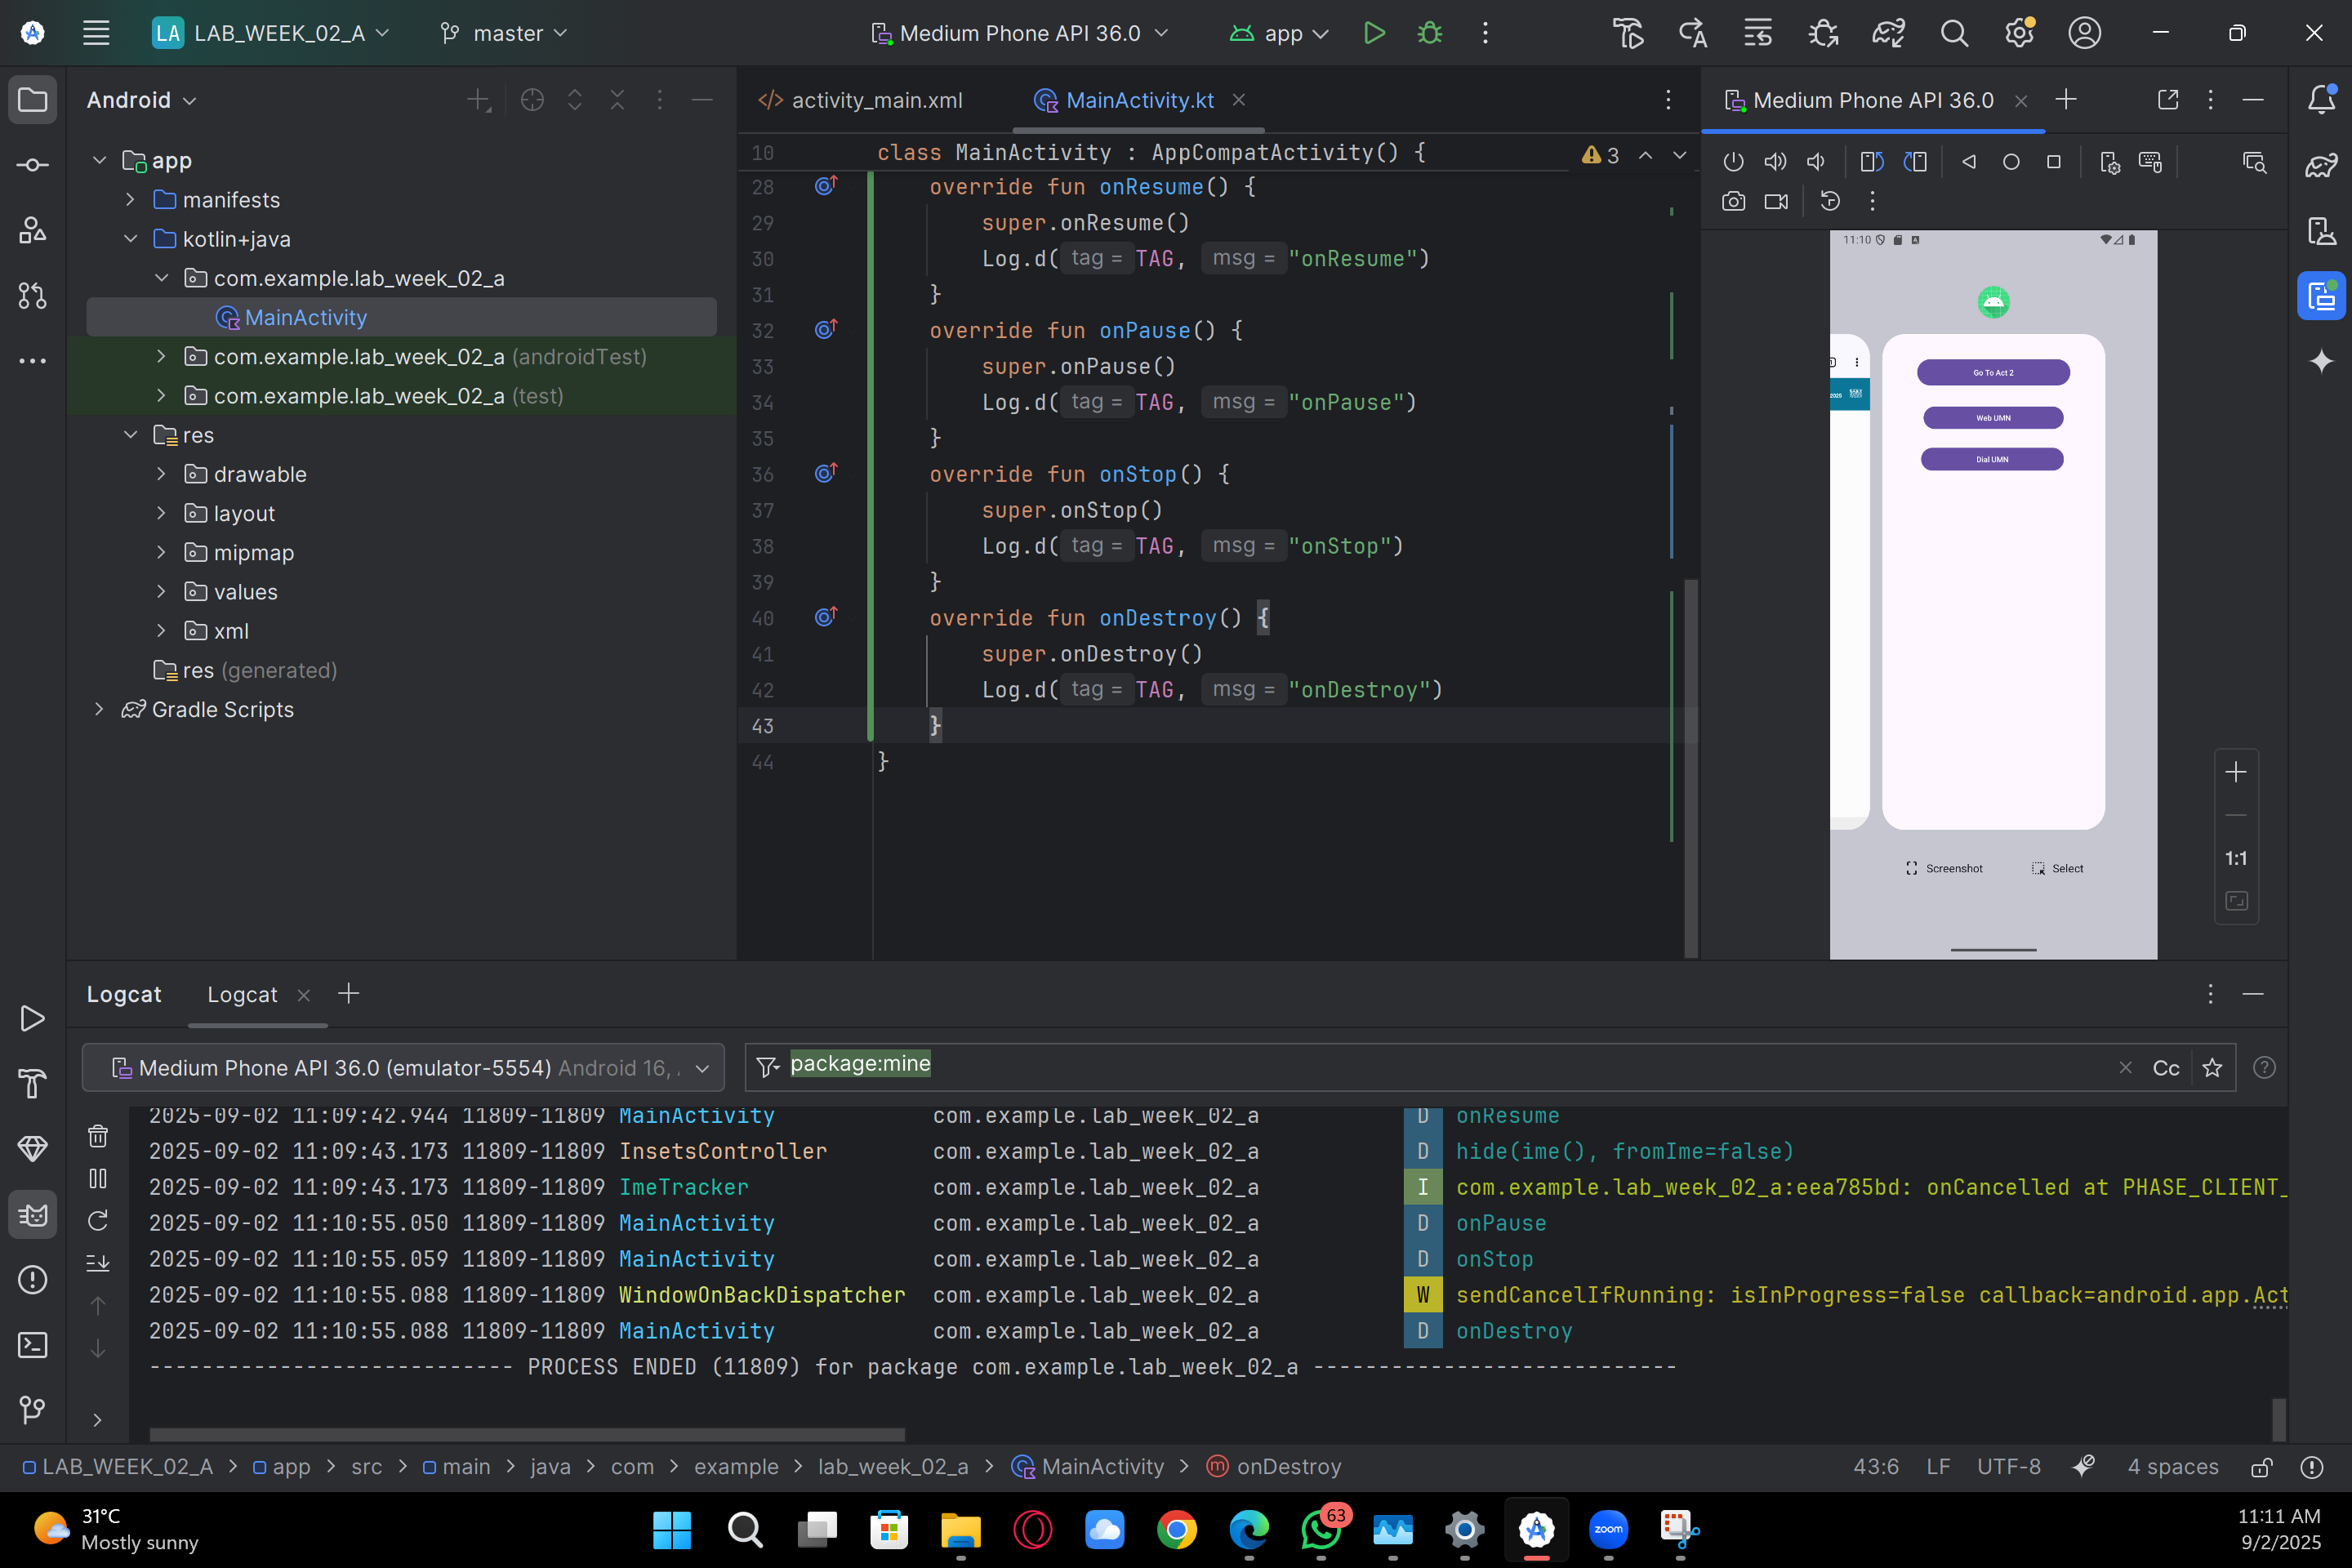 LA LAB_WEEK_02_A master Medium Phone API 36.0 app
Android
app
manifests
kotlin+java
com.example.lab_week_02_a
MainActivity
com.example.lab_week_02_a (androidTest)
com.example.lab_week_02_a (test)
res
drawable
layout
mipmap
values
xml
res (generated)
Gradle Scripts
activity_main.xml MainActivity.kt
10 class MainActivity : AppCompatActivity() { 3
28 override fun onResume() {
29 super.onResume()
30 Log.d( tag = TAG, msg = "onResume")
31 }
32 override fun onPause() {
33 super.onPause()
34 Log.d( tag = TAG, msg = "onPause")
35 }
36 override fun onStop() {
37 super.onStop()
38 Log.d( tag = TAG, msg = "onStop")
39 }
40 override fun onDestroy() {
41 super.onDestroy()
42 Log.d( tag = TAG, msg = "onDestroy")
43 }
44 }
Medium Phone API 36.0
11:10
Go To Act 2
2025
Web UMN
Dial UMN
Screenshot Select
1:1
Logcat Logcat
Medium Phone API 36.0 (emulator-5554) Android 16, package:mine Cc
2025-09-02 11:09:42.944 11809-11809 MainActivity com.example.lab_week_02_a D onResume
2025-09-02 11:09:43.173 11809-11809 InsetsController com.example.lab_week_02_a D hide(ime(), fromIme=false)
2025-09-02 11:09:43.173 11809-11809 ImeTracker com.example.lab_week_02_a I com.example.lab_week_02_a:eea785bd: onCancelled at PHASE_CLIENT_
2025-09-02 11:10:55.050 11809-11809 MainActivity com.example.lab_week_02_a D onPause
2025-09-02 11:10:55.059 11809-11809 MainActivity com.example.lab_week_02_a D onStop
2025-09-02 11:10:55.088 11809-11809 WindowOnBackDispatcher com.example.lab_week_02_a W sendCancelIfRunning: isInProgress=false callback=android.app.Act
2025-09-02 11:10:55.088 11809-11809 MainActivity com.example.lab_week_02_a D onDestroy
---------------------------- PROCESS ENDED (11809) for package com.example.lab_week_02_a ----------------------------
LAB_WEEK_02_A > app > src > main > java > com > example > lab_week_02_a > MainActivity > onDestroy 43:6 LF UTF-8 4 spaces
31°C
Mostly sunny
63
zoom
11:11 AM
9/2/2025